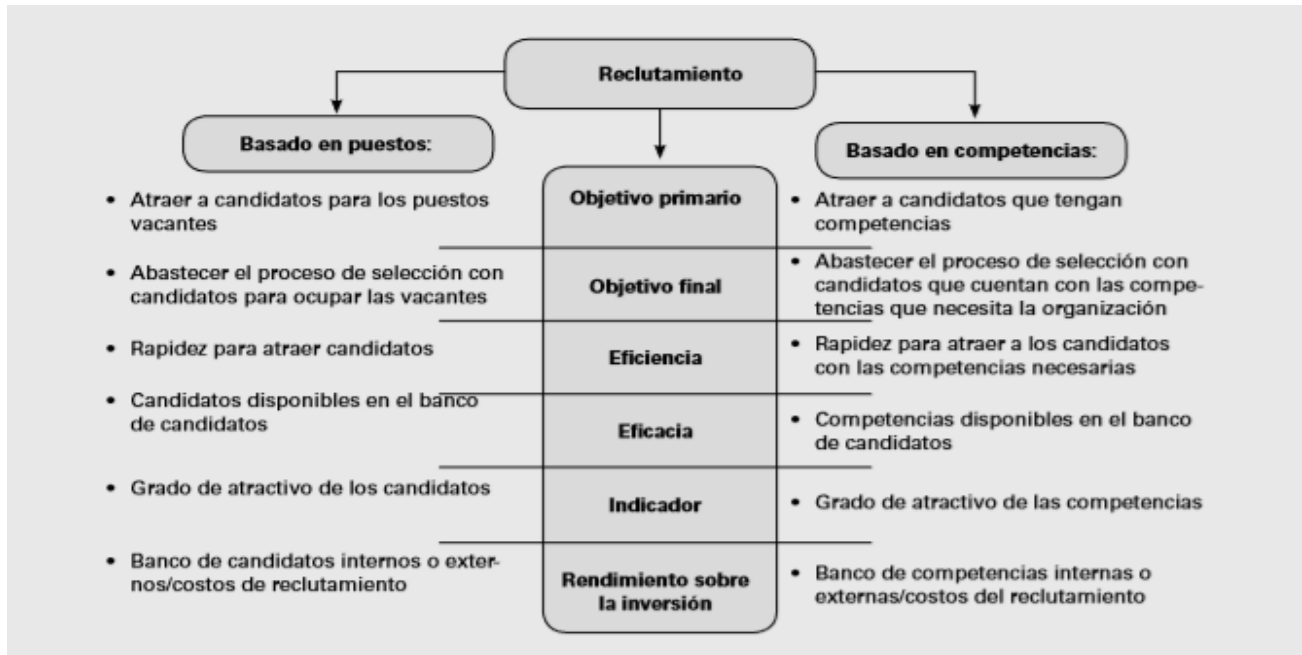 Reclutamiento
Basado en puestos:
Basado en competencias:
• Atraer a candidatos para los puestos
vacantes
Objetivo primario
• Atraer a candidatos que tengan
competencias
• Abastecer el proceso de selección con
candidatos para ocupar las vacantes
Objetivo final
• Abastecer el proceso de selección con
candidatos que cuentan con las compe-
tencias que necesita la organización
• Rapidez para atraer candidatos
Eficiencia
• Rapidez para atraer a los candidatos
con las competencias necesarias
• Candidatos disponibles en el banco
de candidatos
Eficacia
• Competencias disponibles en el banco
de candidatos
• Grado de atractivo de los candidatos
Indicador
• Grado de atractivo de las competencias
• Banco de candidatos internos o exter-
nos/costos de reclutamiento
Rendimiento sobre
la inversión
• Banco de competencias internas o
externas/costos del reclutamiento